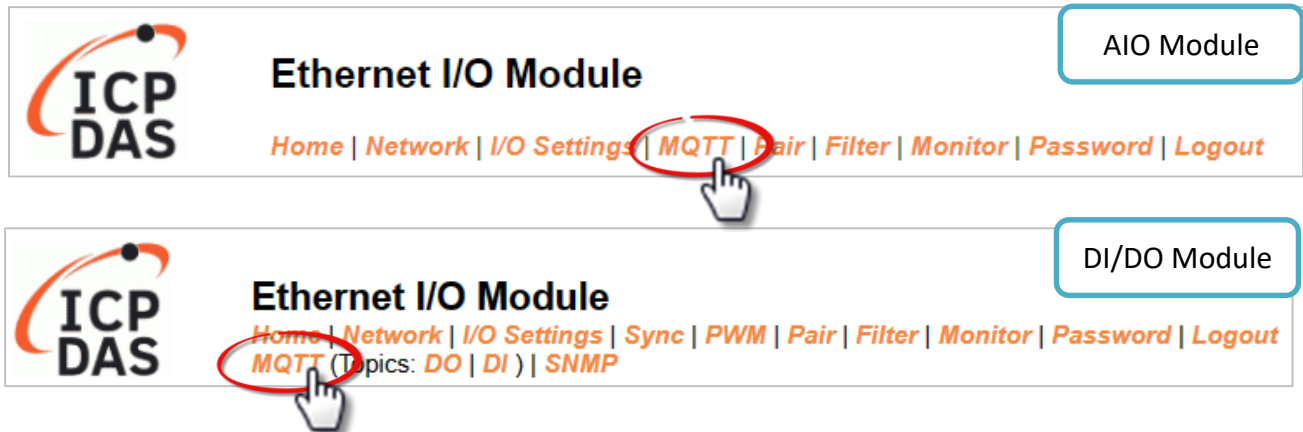 ICP
DAS
Ethernet I/O Module
AIO Module
Home | Network | I/O Settings | MQTT | Pair | Filter | Monitor | Password | Logout
ICP
DAS
Ethernet I/O Module
DI/DO Module
Home | Network | I/O Settings | Sync | PWM | Pair | Filter | Monitor | Password | Logout
MQTT (Topics: DO | DI ) | SNMP